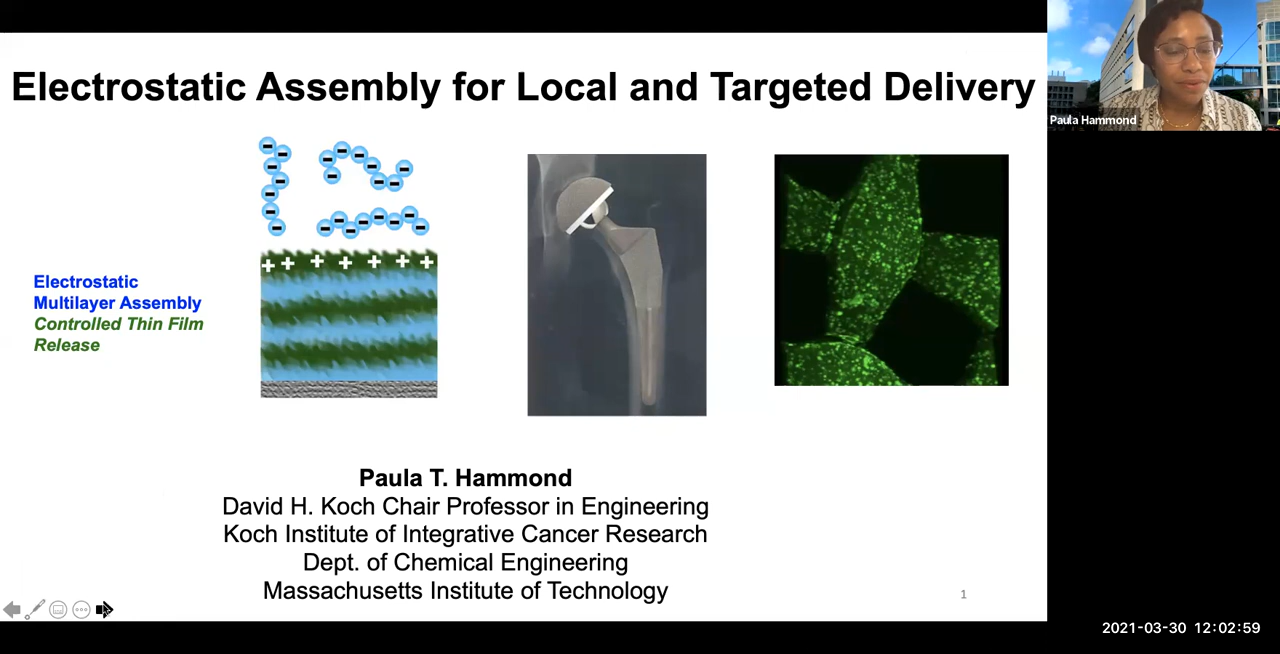 Electrostatic Assembly for Local and Targeted Delivery
Paula Hammond
Electrostatic
Multilayer Assembly
Controlled Thin Film
Release
Paula T. Hammond
David H. Koch Chair Professor in Engineering
Koch Institute of Integrative Cancer Research
Dept. of Chemical Engineering
Massachusetts Institute of Technology
1
2021-03-30 12:02:59